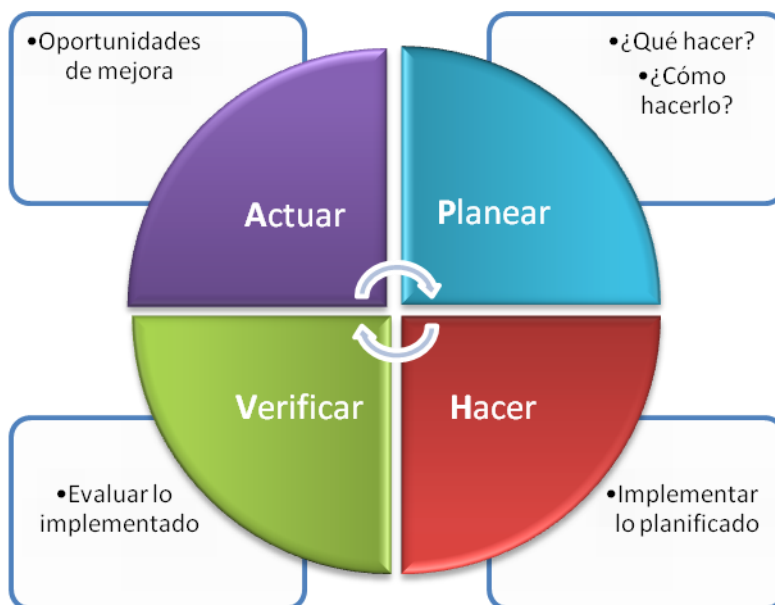 •Oportunidades
de mejora
•¿Qué hacer?
•¿Cómo
hacerlo?
Actuar
Planear
Verificar
Hacer
•Evaluar lo
implementado
•Implementar
lo planificado